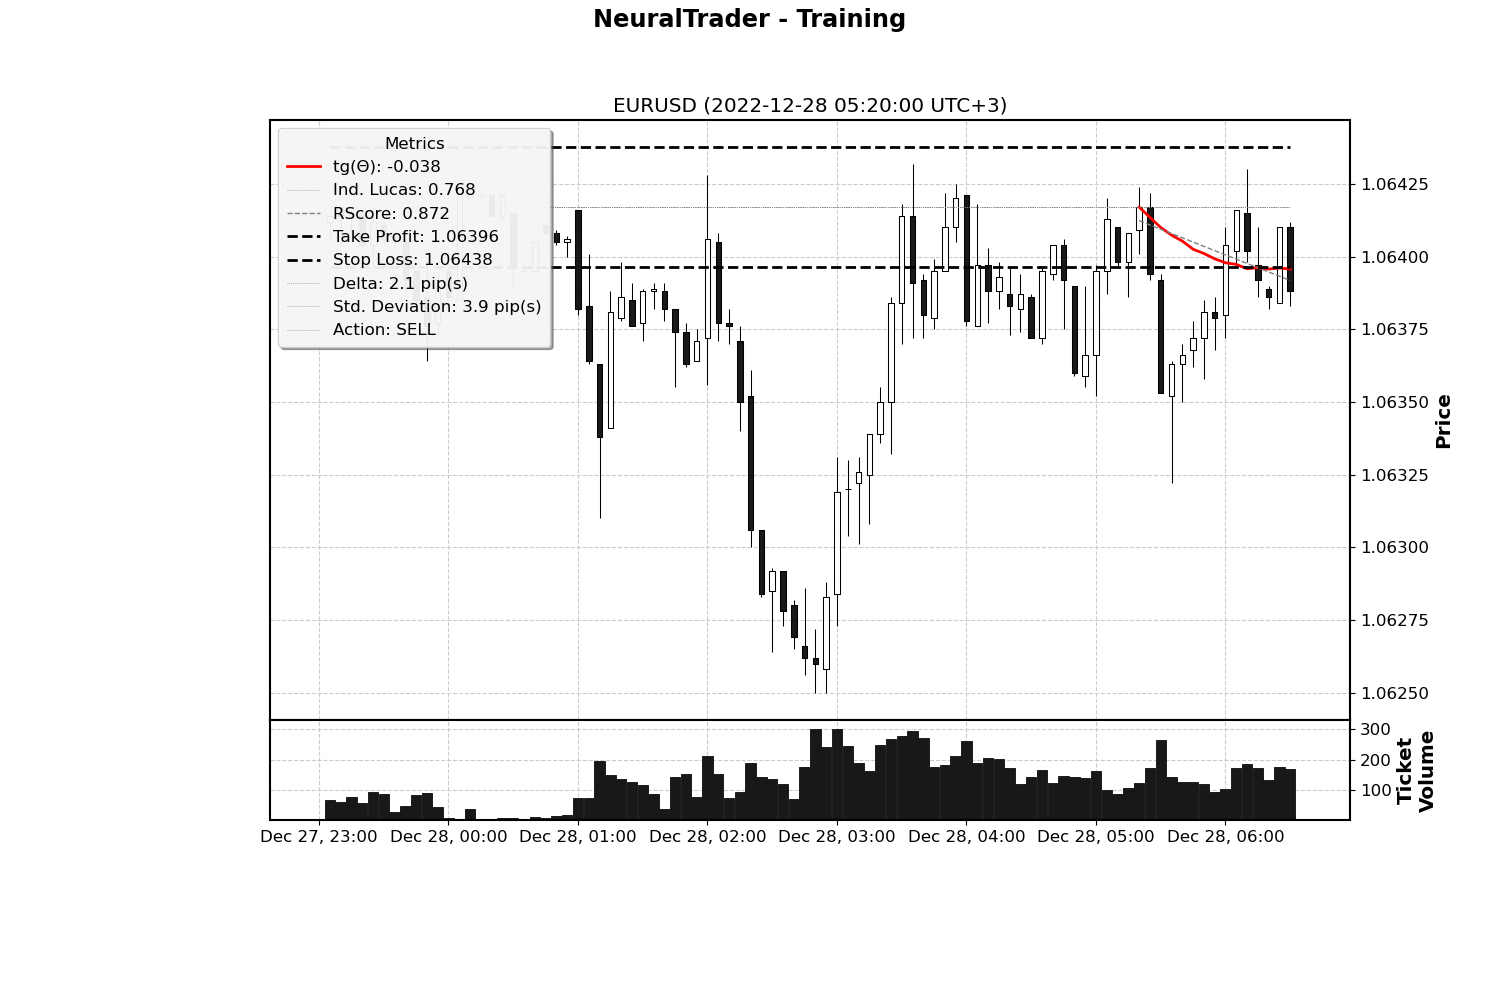 NeuralTrader - Training
EURUSD (2022-12-28 05:20:00 UTC+3)
Metrics
tg(Θ): -0.038
Ind. Lucas: 0.768
RScore: 0.872
Take Profit: 1.06396
Stop Loss: 1.06438
Delta: 2.1 pip(s)
Std. Deviation: 3.9 pip(s)
Action: SELL
1.06425
1.06400
1.06375
1.06350
1.06325
1.06300
1.06275
1.06250
Price
300
200
100
Ticket
Volume
Dec 27, 23:00
Dec 28, 00:00
Dec 28, 01:00
Dec 28, 02:00
Dec 28, 03:00
Dec 28, 04:00
Dec 28, 05:00
Dec 28, 06:00